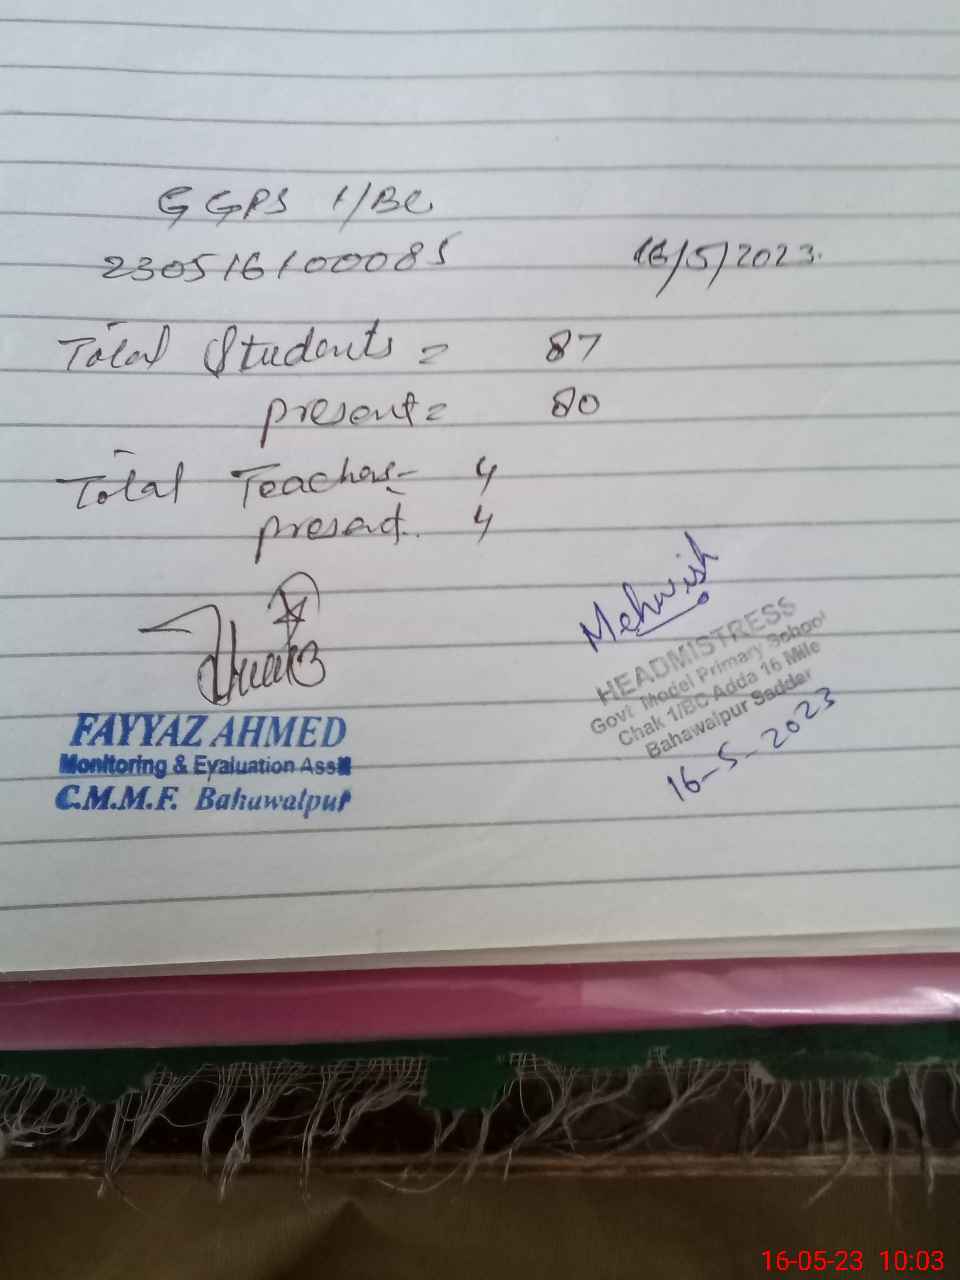 GGPS 1/BC
230516100085
16/5/2023.
Total Students = 87
present = 80
Total Teachers - 4
present. 4
FAYYAZ AHMED
Monitoring & Evaluation Asst
C.M.M.F. Bahawalpur
Mehwish
HEADMISTRESS
Govt Model Primary School
Chak 1/BC Adda 16 Mile
Bahawalpur Saddar
16-5-2023
16-05-23 10:03